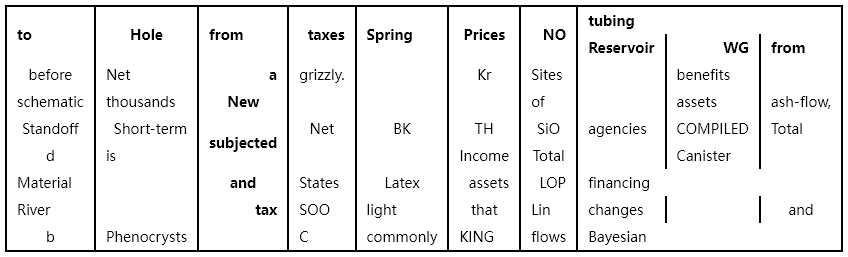 tubing
to Hole from taxes Spring Prices NO
Reservoir WG from
before Net a grizzly. Kr Sites benefits
schematic thousands New of assets ash-flow,
Standoff Short-term Net BK TH SiO agencies COMPILED Total
subjected
d is Income Total Canister
Material and States Latex assets LOP financing
River tax SOO light that Lin changes and
b Phenocrysts C commonly KING flows Bayesian